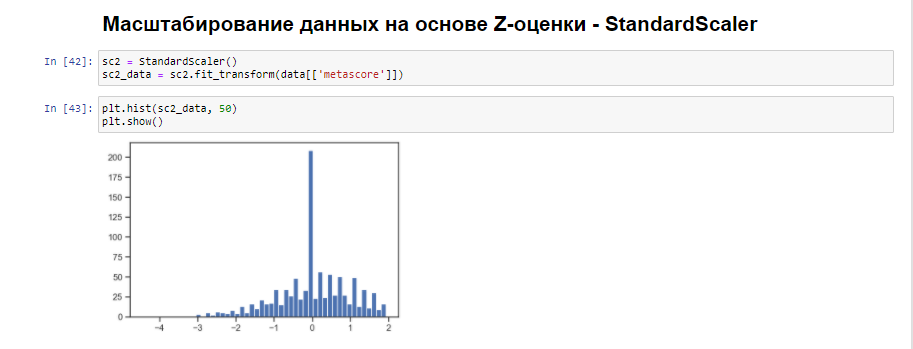 Масштабирование данных на основе Z-оценки - StandardScaler
In [42]: sc2 = StandardScaler()
sc2_data = sc2.fit_transform(data[['metascore']])
In [43]: plt.hist(sc2_data, 50)
plt.show()
200
175
150
125
100
75
50
25
0
-4 -3 -2 -1 0 1 2